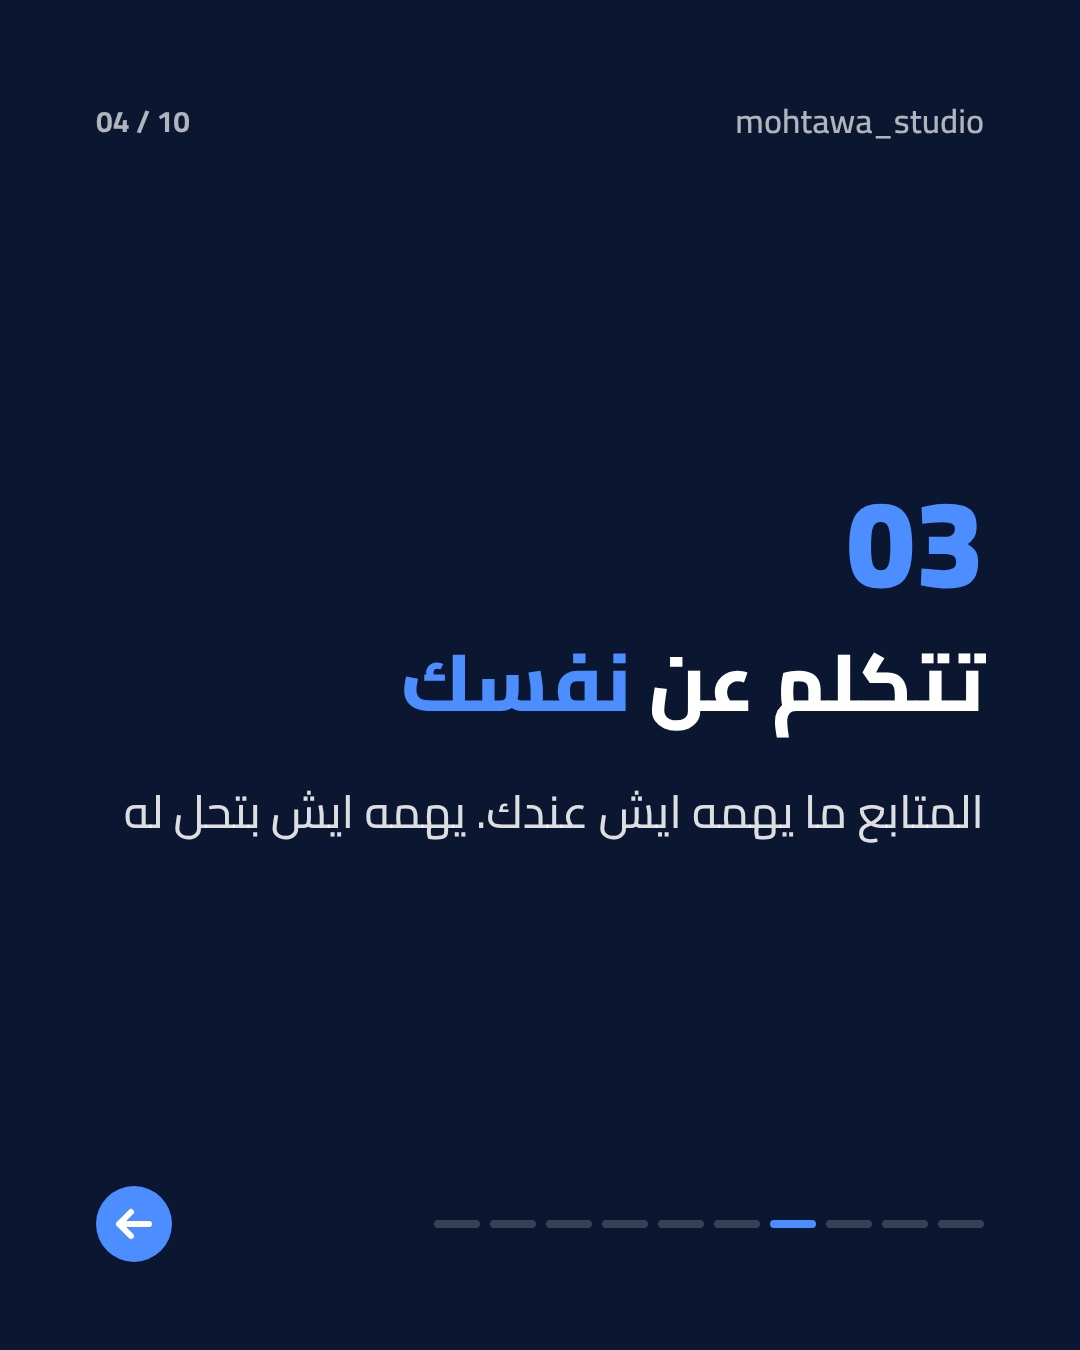 mohtawa_studio
04 / 10
03
تتكلم عن نفسك
المتابع ما يهمه ايش عندك. يهمه ايش بتحل له